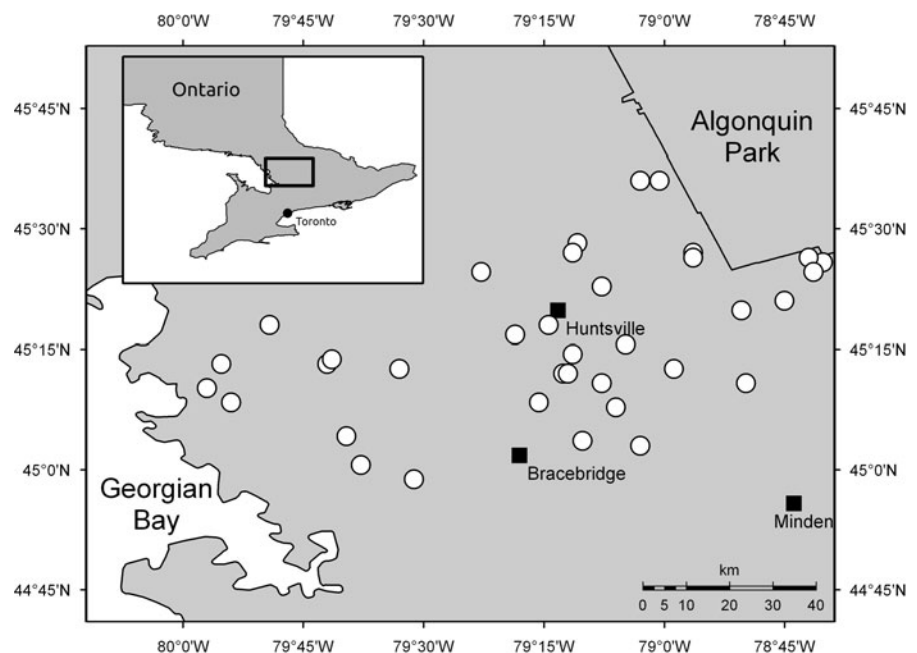 80°0'W 79°45'W 79°30'W 79°15'W 79°0'W 78°45'W
Ontario
Toronto
Algonquin
Park
45°45'N 45°45'N
45°30'N 45°30'N
Huntsville
45°15'N 45°15'N
Bracebridge
45°0'N 45°0'N
Georgian
Bay
Minden
km
0 5 10 20 30 40
44°45'N 44°45'N
80°0'W 79°45'W 79°30'W 79°15'W 79°0'W 78°45'W